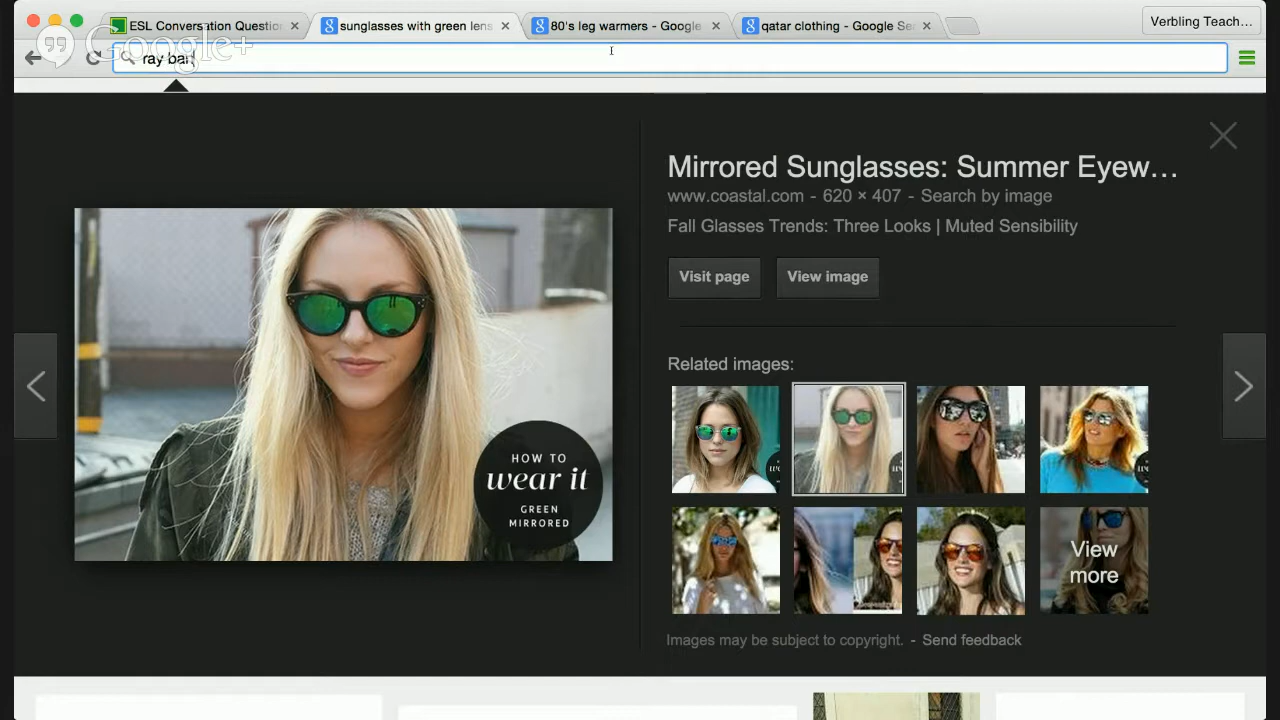 ESL Conversation Question
sunglasses with green lens
80's leg warmers - Google
qatar clothing - Google Se
Verbling Teach...
Google+
ray ban
Mirrored Sunglasses: Summer Eyew...
www.coastal.com - 620 × 407 - Search by image
Fall Glasses Trends: Three Looks | Muted Sensibility
Visit page
View image
HOW TO
wear it
GREEN
MIRRORED
Related images:
View
more
Images may be subject to copyright. - Send feedback